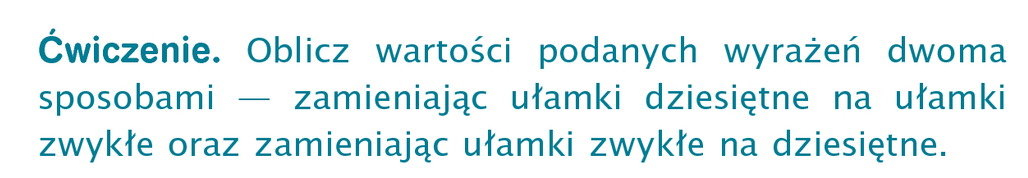 Ćwiczenie. Oblicz wartości podanych wyrażeń dwoma
sposobami — zamieniając ułamki dziesiętne na ułamki
zwykłe oraz zamieniając ułamki zwykłe na dziesiętne.